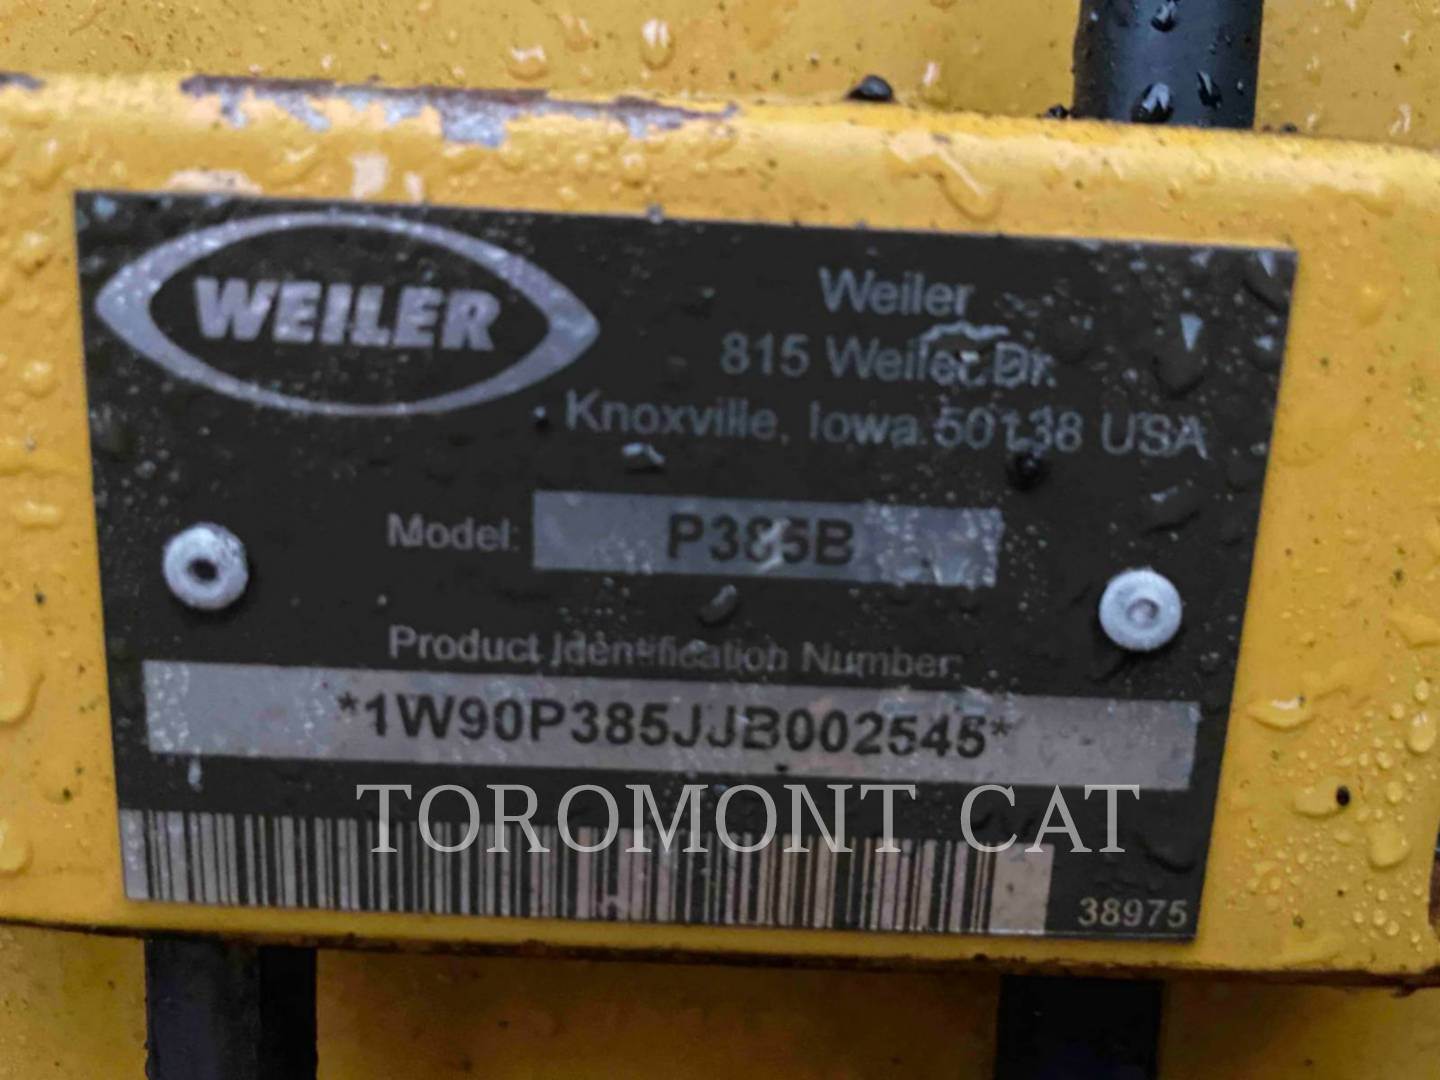 WEILER
Weiler
815 Weiler Dr.
Knoxville, Iowa 50138 USA
Model: P385B
Product Identification Number:
*1W90P385JJB002545*
TOROMONT CAT
38975